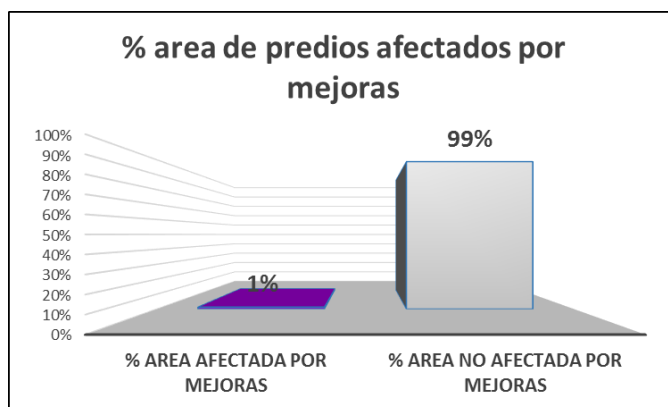 % area de predios afectados por
mejoras
100%
90%
80%
70%
60%
50%
40%
30%
20%
10%
0%
99%
1%
% AREA AFECTADA POR
MEJORAS
% AREA NO AFECTADA POR
MEJORAS